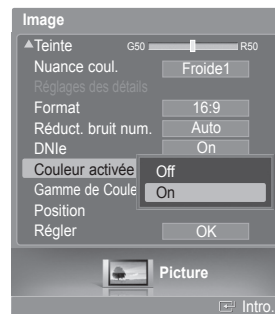 Image
▲Teinte G50 R50
Nuance coul. Froide1
Réglages des détails
Format 16:9
Réduct. bruit num. Auto
DNIe On
Couleur activée Off
On
Gamme de Coule
Position
Régler OK
Picture
Intro.